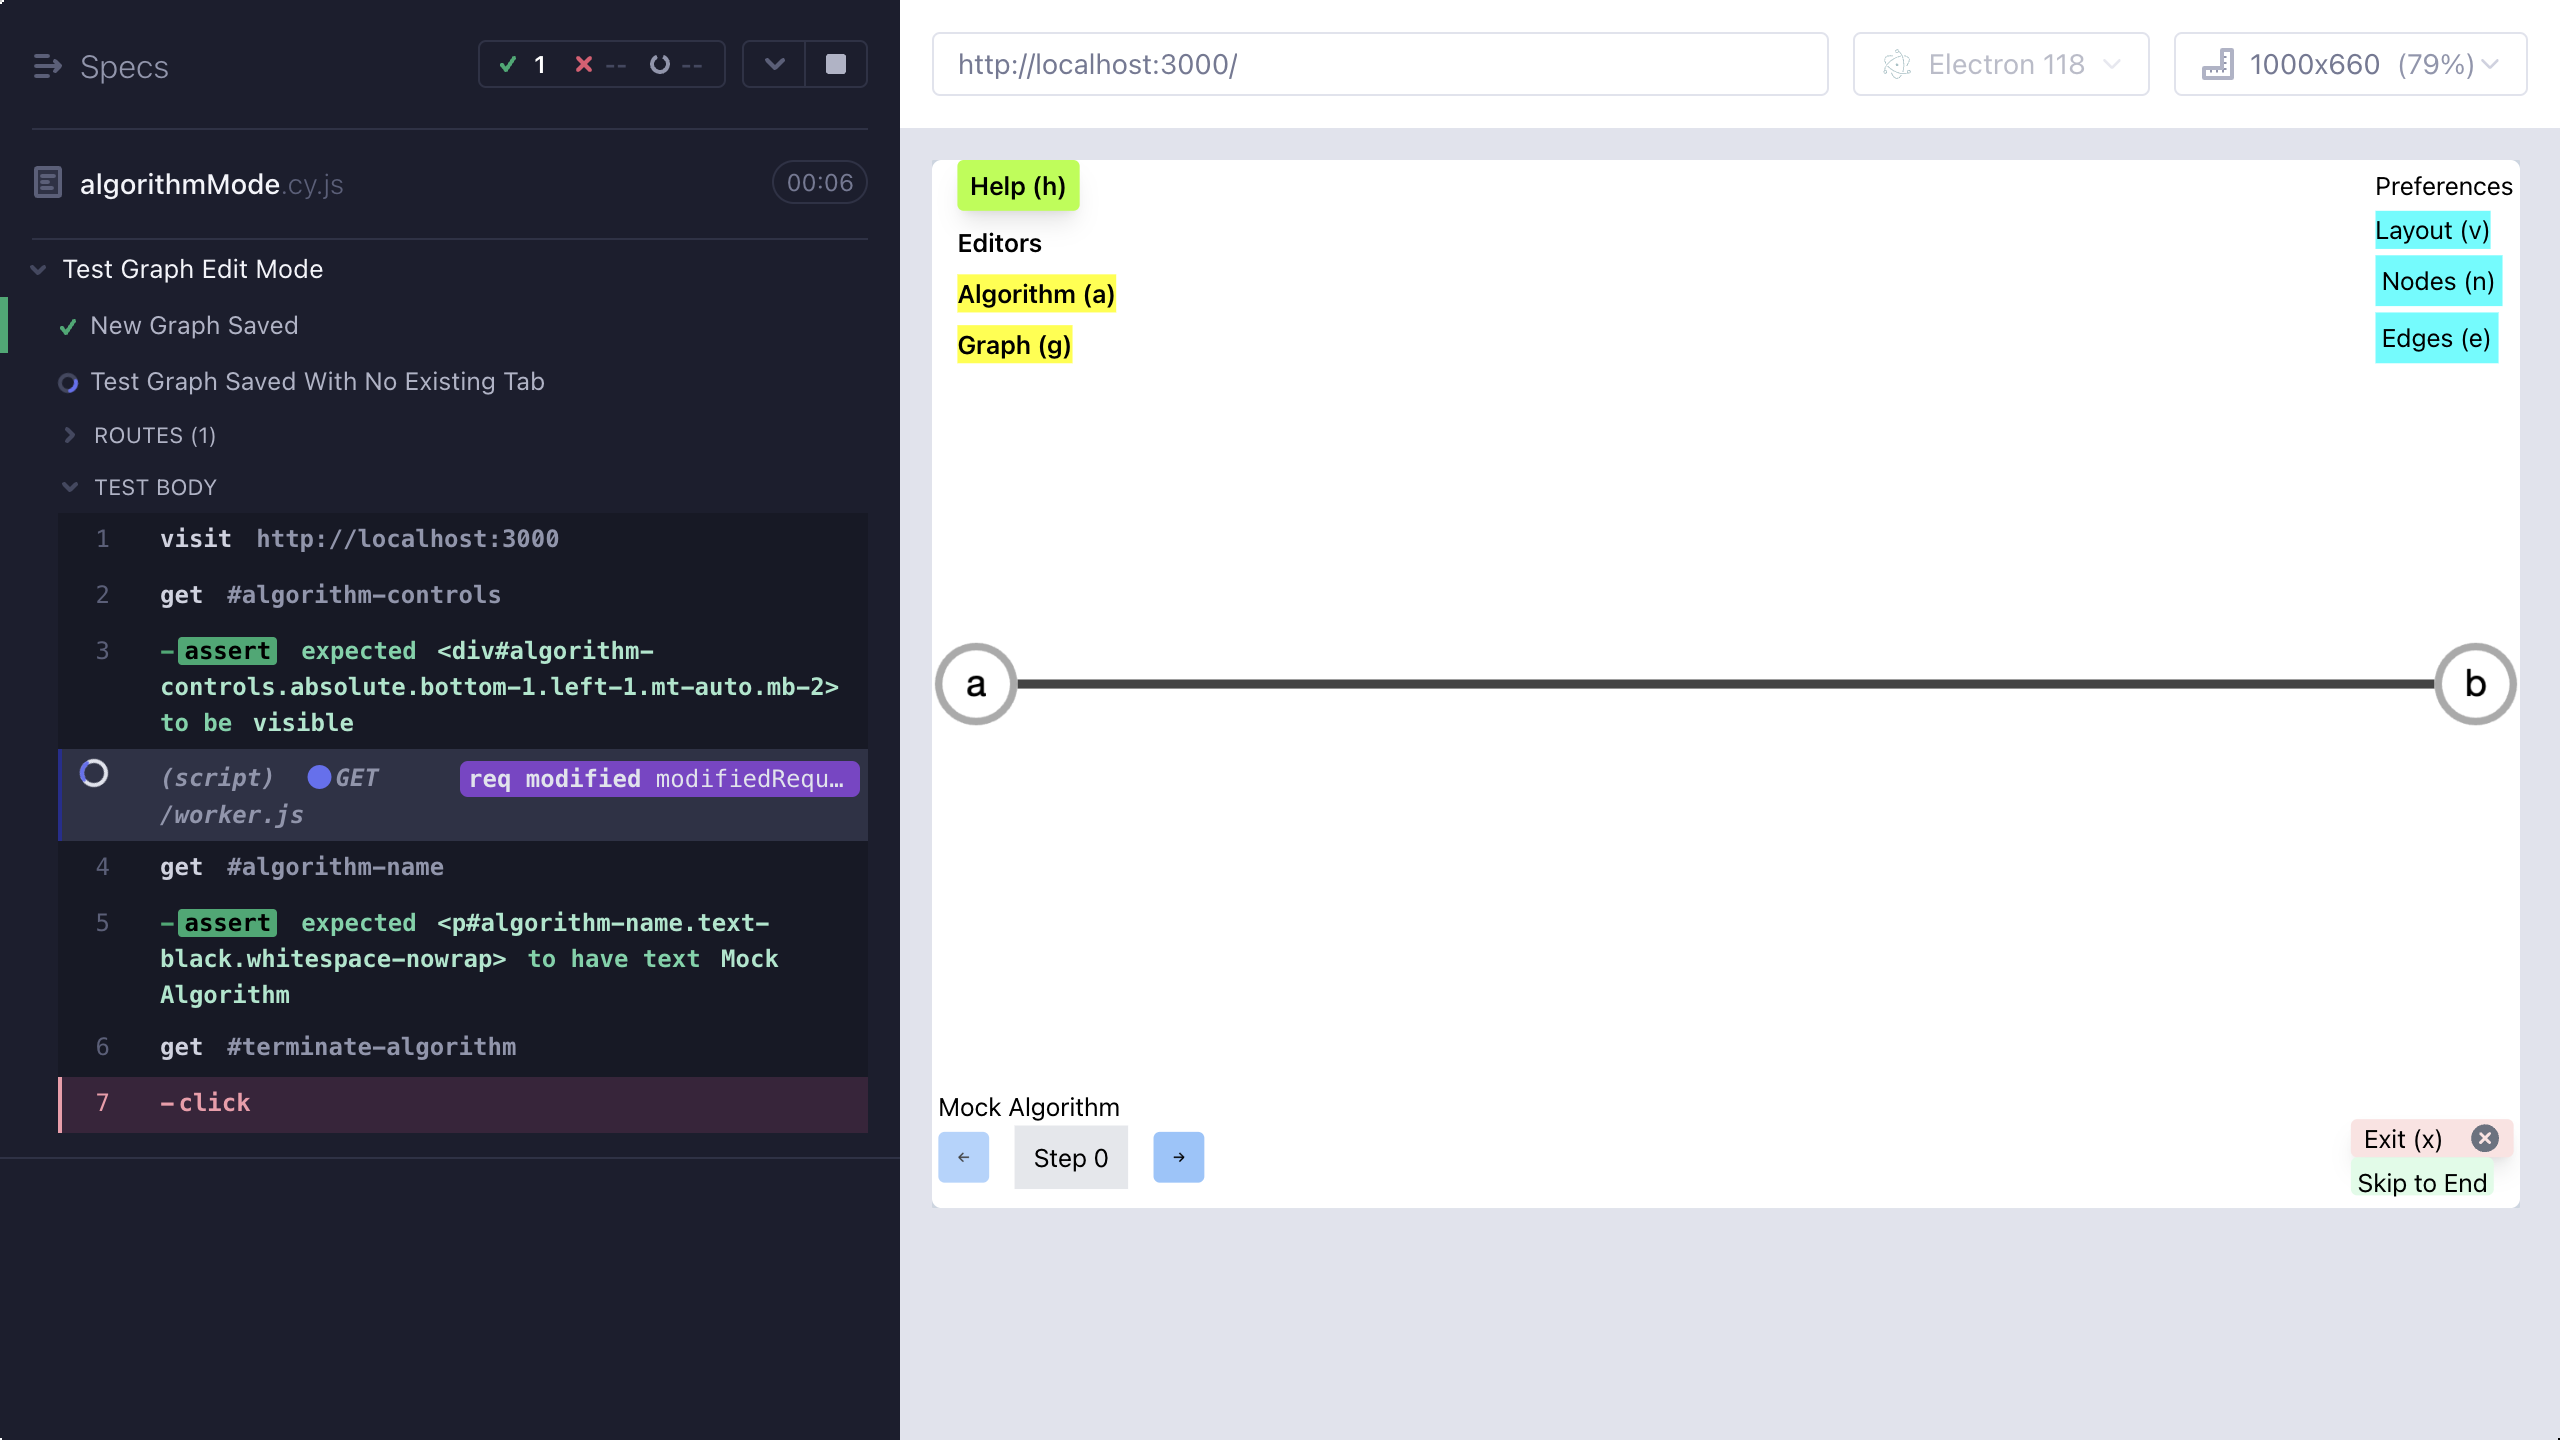 Specs
1 -- --
algorithmMode.cy.js 00:06
Test Graph Edit Mode
New Graph Saved
Test Graph Saved With No Existing Tab
ROUTES (1)
TEST BODY
1 visit http://localhost:3000
2 get #algorithm-controls
3 -assert expected <div#algorithm-
controls.absolute.bottom-1.left-1.mt-auto.mb-2>
to be visible
(script) GET req modified modifiedRequ…
/worker.js
4 get #algorithm-name
5 -assert expected <p#algorithm-name.text-
black.whitespace-nowrap> to have text Mock
Algorithm
6 get #terminate-algorithm
7 -click
http://localhost:3000/ Electron 118 1000x660 (79%)
Help (h)
Editors
Algorithm (a)
Graph (g)
Preferences
Layout (v)
Nodes (n)
Edges (e)
a b
Mock Algorithm
← Step 0 →
Exit (x)
Skip to End